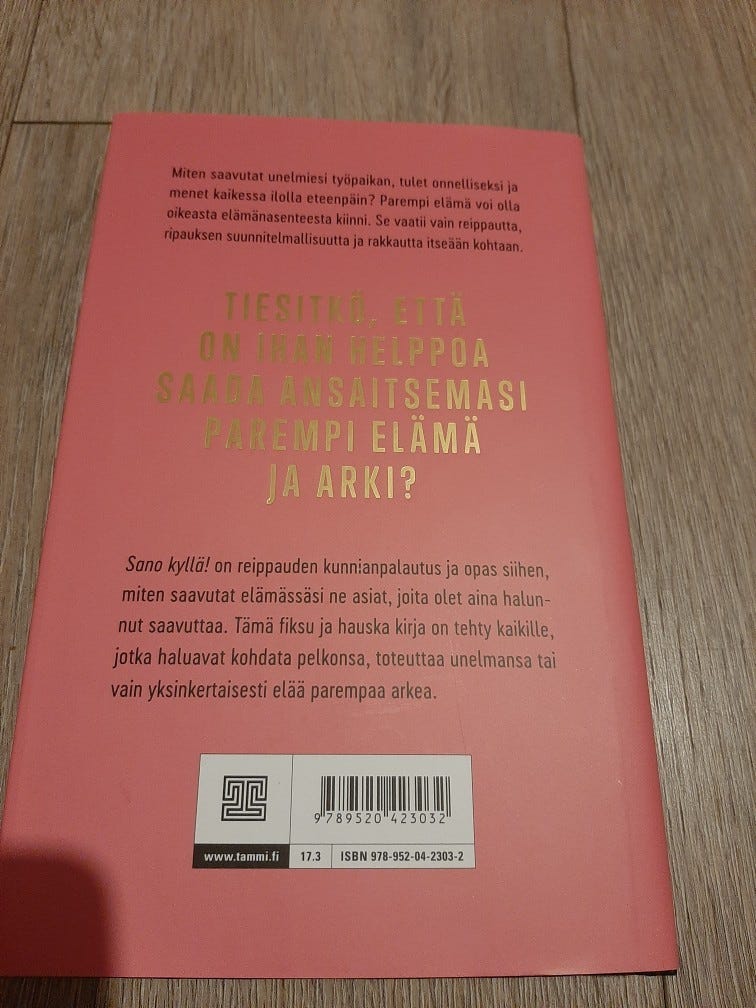 Miten saavutat unelmiesi työpaikan, tulet onnelliseksi ja
menet kaikessa ilolla eteenpäin? Parempi elämä voi olla
oikeasta elämänasenteesta kiinni. Se vaatii vain reippautta,
ripauksen suunnitelmallisuutta ja rakkautta itseään kohtaan.
TIESITKÖ, ETTÄ
ON IHAN HELPPOA
SAADA ANSAITSEMASI
PAREMPI ELÄMÄ
JA ARKI?
Sano kyllä! on reippauden kunnianpalautus ja opas siihen,
miten saavutat elämässäsi ne asiat, joita olet aina halun-
nut saavuttaa. Tämä fiksu ja hauska kirja on tehty kaikille,
jotka haluavat kohdata pelkonsa, toteuttaa unelmansa tai
vain yksinkertaisesti elää parempaa arkea.
9 789520 423032
www.tammi.fi 17.3 ISBN 978-952-04-2303-2